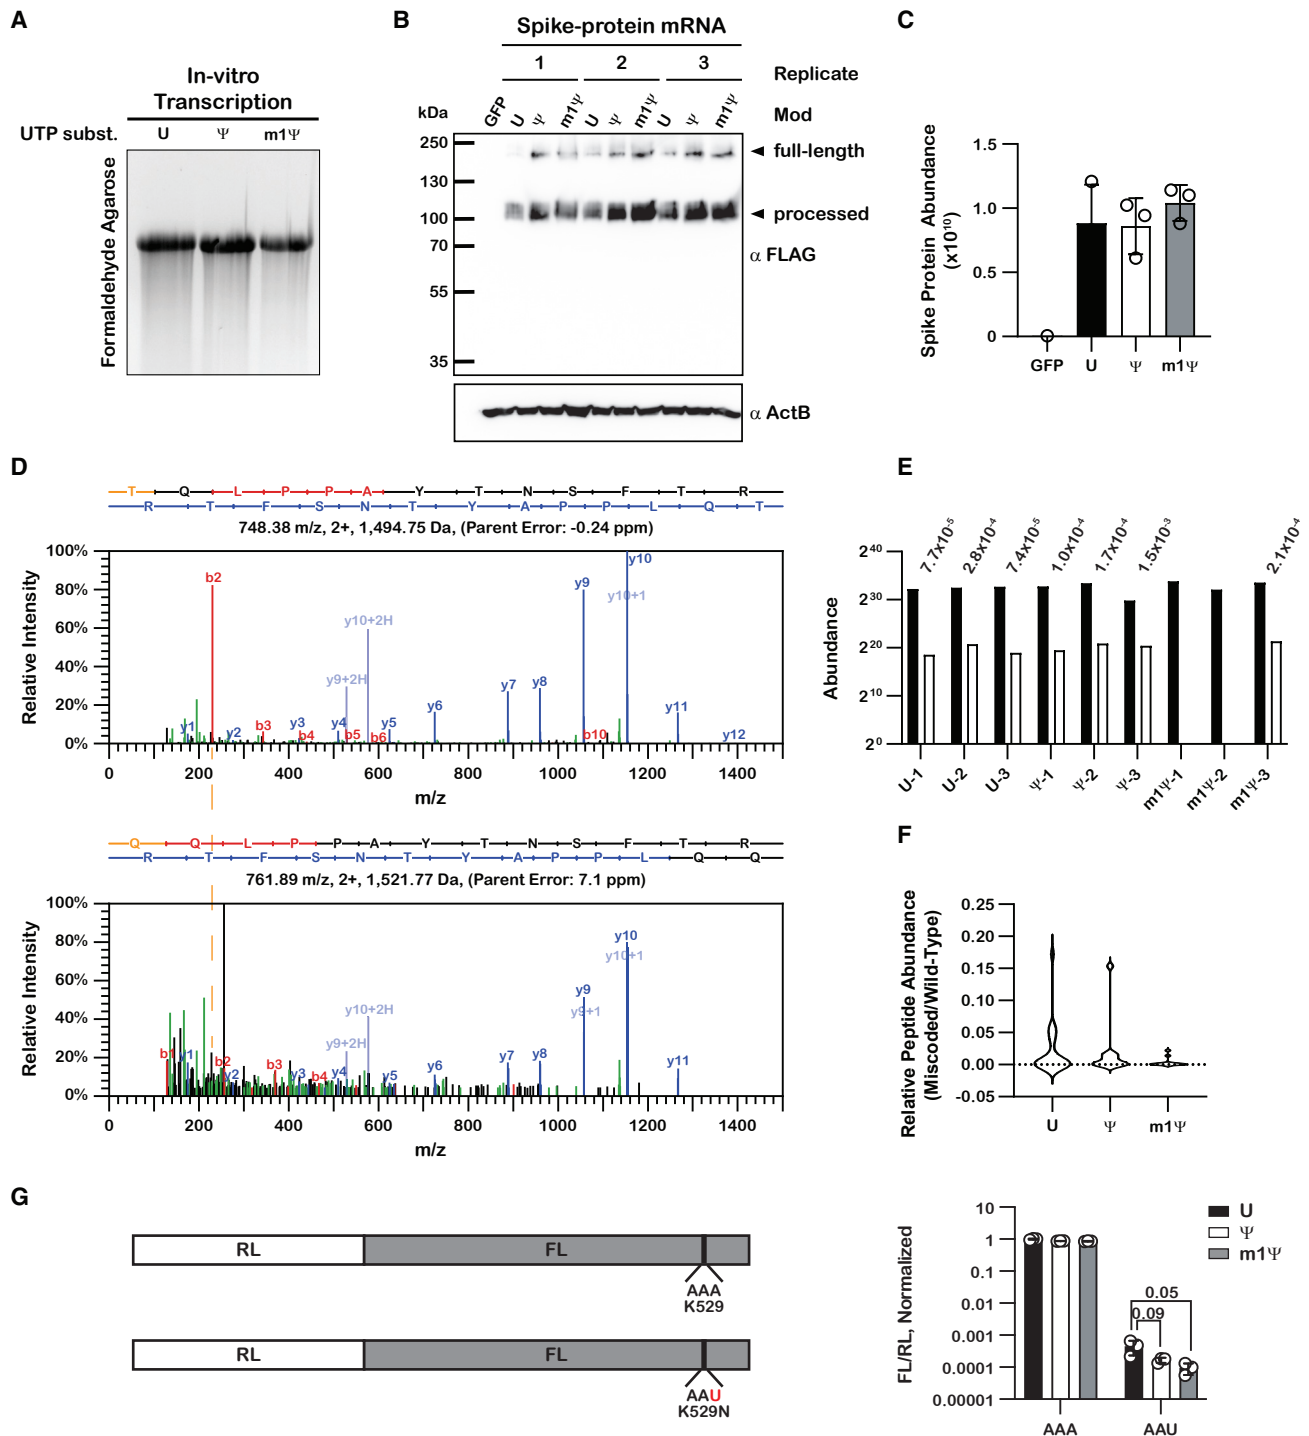 A
In-vitro
Transcription
UTP subst.
U
Ψ
m1Ψ
Formaldehyde Agarose
B
Spike-protein mRNA
1
2
3
Replicate
GFP
U
Ψ
m1Ψ
U
Ψ
m1Ψ
U
Ψ
m1Ψ
Mod
kDa
250
130
100
70
55
35
full-length
processed
α FLAG
α ActB
C
Spike Protein Abundance
(x10¹⁰)
1.5
1.0
0.5
0
GFP
U
Ψ
m1Ψ
D
T Q L P P A Y T N S F T R
R T F S N T Y A P P L Q T
748.38 m/z, 2+, 1,494.75 Da, (Parent Error: -0.24 ppm)
Relative Intensity
100%
80%
60%
40%
20%
0%
b2
y10
y9
y10+1
y10+2H
y9+2H
y7
y8
y6
y11
y1
y2
b3
y3
b4
y4
b5
b6
y5
b10
y12
0
200
400
600
800
1000
1200
1400
m/z
Q Q L P P A Y T N S F T R
R T F S N T Y A P P L Q Q
761.89 m/z, 2+, 1,521.77 Da, (Parent Error: 7.1 ppm)
Relative Intensity
80%
60%
40%
20%
0%
y10
y10+1
y9
y9+1
y10+2H
y9+2H
b1
y1
b2
y2
b3
y3
b4
y4
y5
y6
y7
y8
y11
0
200
400
600
800
1000
1200
1400
m/z
E
7.7x10⁻⁵
2.8x10⁻⁴
7.4x10⁻⁵
1.0x10⁻⁴
1.7x10⁻⁴
1.5x10⁻³
2.1x10⁻⁴
Abundance
2⁴⁰
2³⁰
2²⁰
2¹⁰
2⁰
U-1
U-2
U-3
Ψ-1
Ψ-2
Ψ-3
m1Ψ-1
m1Ψ-2
m1Ψ-3
F
Relative Peptide Abundance
(Miscoded/Wild-Type)
0.25
0.20
0.15
0.10
0.05
0.00
-0.05
U
Ψ
m1Ψ
G
RL
FL
AAA
K529
RL
FL
AAU
K529N
FL/RL, Normalized
10
1
0.1
0.01
0.001
0.0001
0.00001
U
Ψ
m1Ψ
0.05
0.09
AAA
AAU